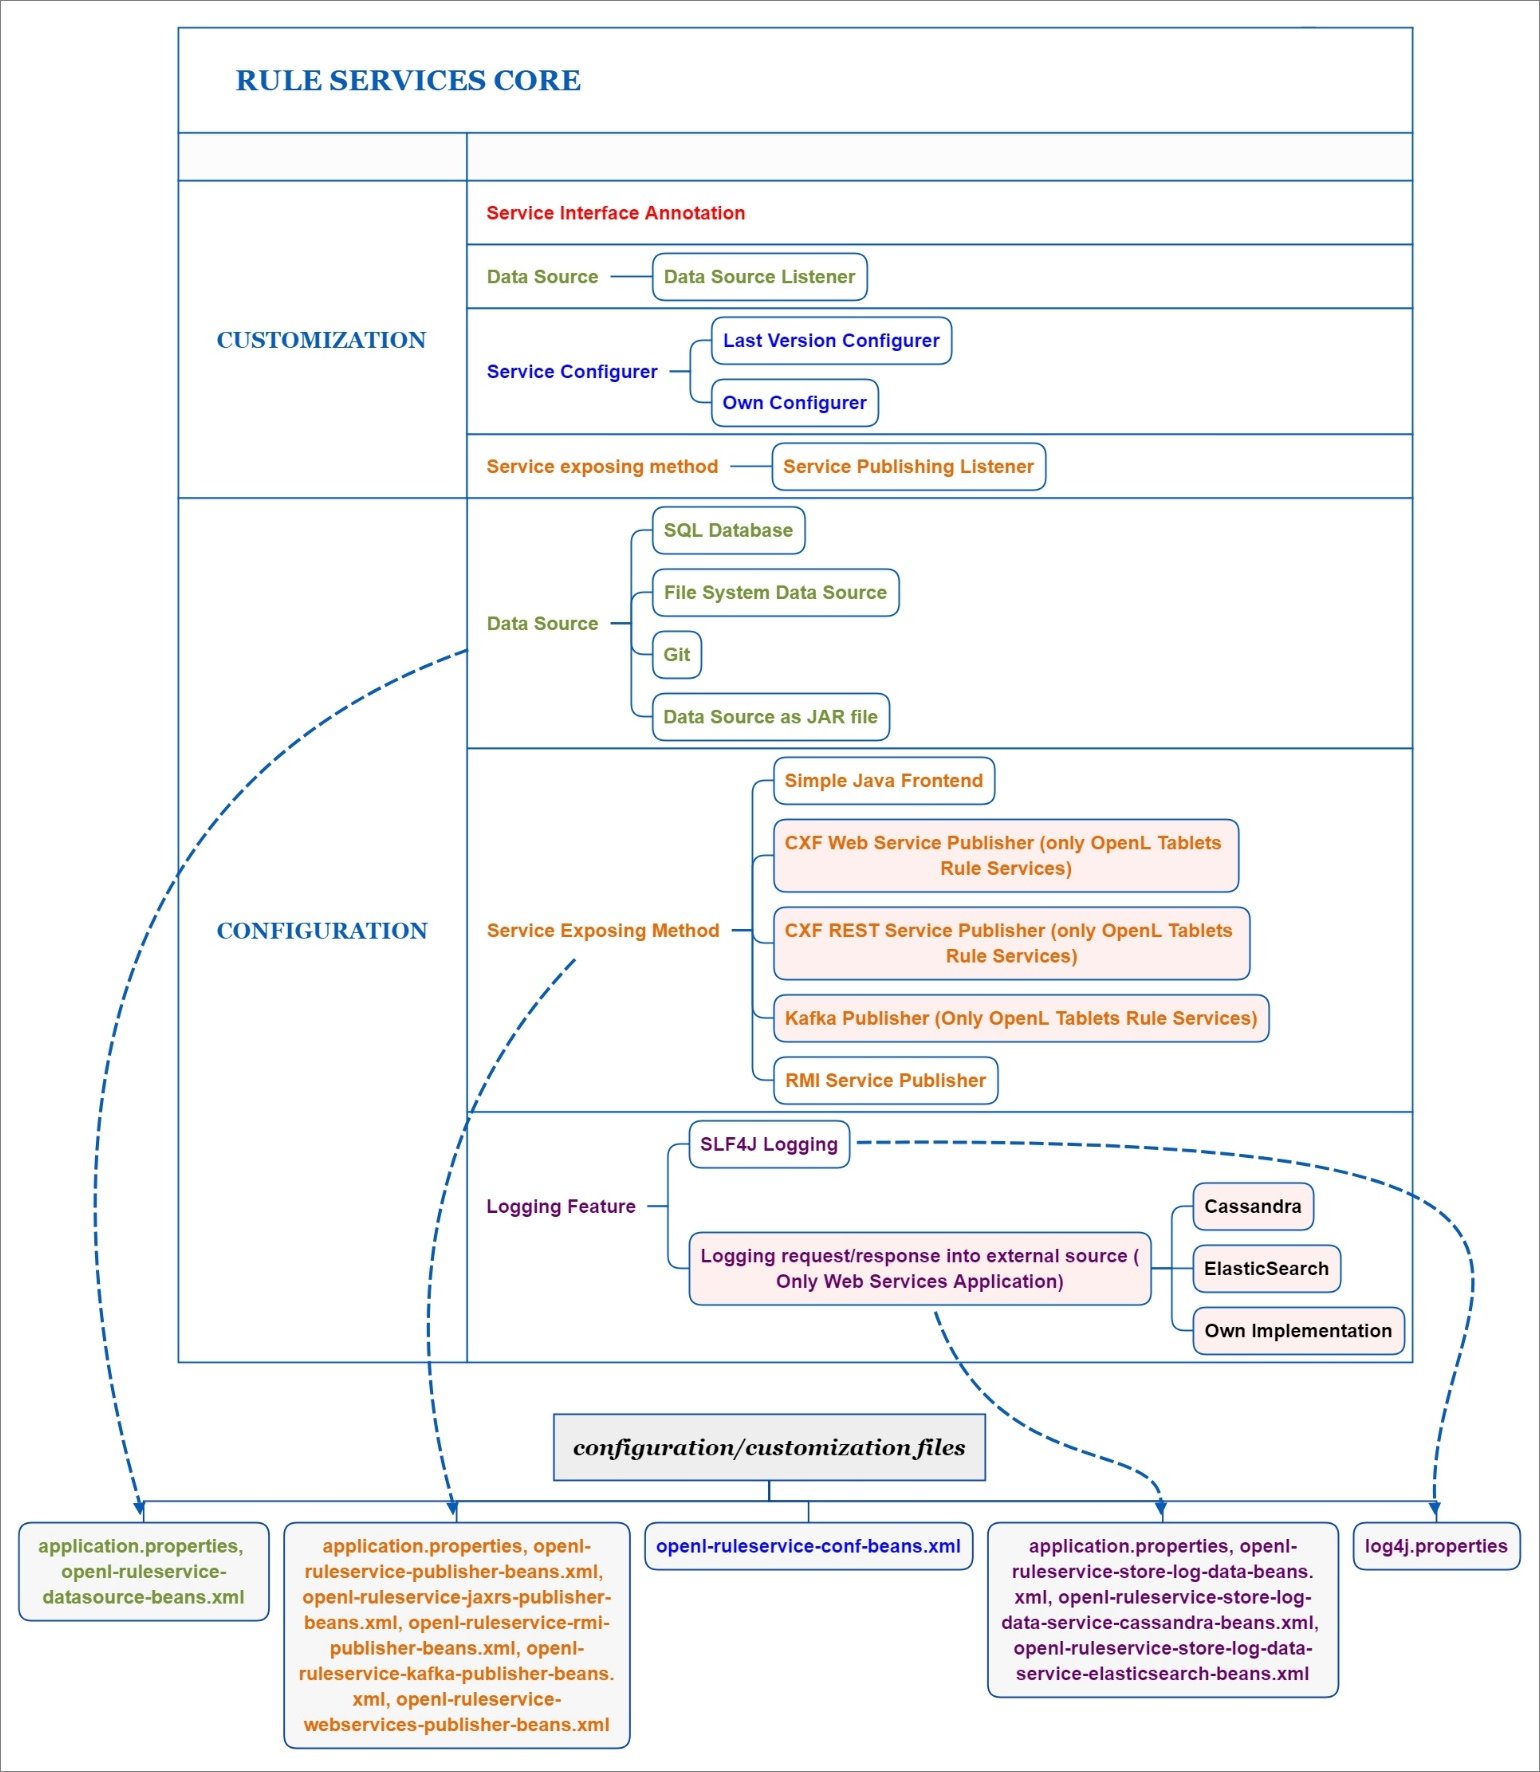 RULE SERVICES CORE
CUSTOMIZATION
Service Interface Annotation
Data Source
Data Source Listener
Service Configurer
Last Version Configurer
Own Configurer
Service exposing method
Service Publishing Listener
CONFIGURATION
Data Source
SQL Database
File System Data Source
Git
Data Source as JAR file
Service Exposing Method
Simple Java Frontend
CXF Web Service Publisher (only OpenL Tablets
Rule Services)
CXF REST Service Publisher (only OpenL Tablets
Rule Services)
Kafka Publisher (Only OpenL Tablets Rule Services)
RMI Service Publisher
Logging Feature
SLF4J Logging
Logging request/response into external source (
Only Web Services Application)
Cassandra
ElasticSearch
Own Implementation
configuration/customization files
application.properties,
openl-ruleservice-
datasource-beans.xml
application.properties, openl-
ruleservice-publisher-beans.xml,
openl-ruleservice-jaxrs-publisher-
beans.xml, openl-ruleservice-rmi-
publisher-beans.xml, openl-
ruleservice-kafka-publisher-beans.
xml, openl-ruleservice-
webservices-publisher-beans.xml
openl-ruleservice-conf-beans.xml
application.properties, openl-
ruleservice-store-log-data-beans.
xml, openl-ruleservice-store-log-
data-service-cassandra-beans.xml,
openl-ruleservice-store-log-data-
service-elasticsearch-beans.xml
log4j.properties